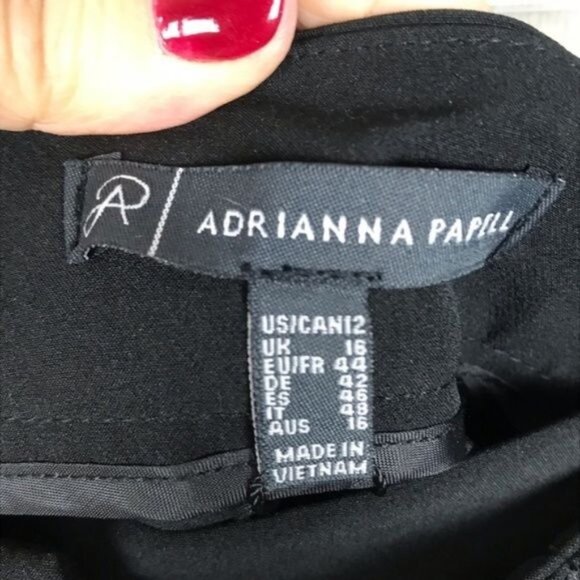 AP
ADRIANNA PAPELL
US/CAN12
UK 16
EU/FR 44
DE 42
ES 46
IT 48
AUS 16
MADE IN
VIETNAM